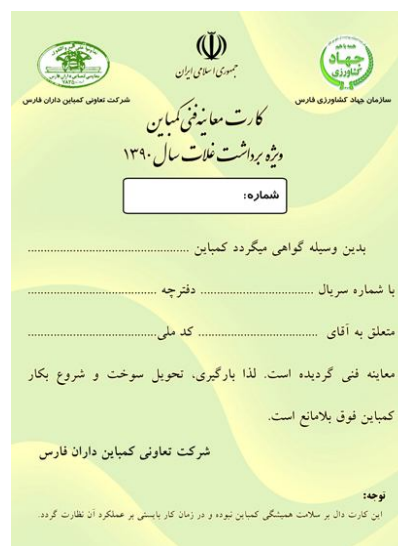 جمهوری اسلامی ایران
جهاد کشاورزی
سازمان جهاد کشاورزی فارس
شرکت تعاونی کمباین داران فارس
کارت معاینه فنی کمباین
ویژه برداشت غلات سال ۱۳۹۰
شماره:
بدین وسیله گواهی میگردد کمباین ..................................................
با شماره سریال ................................... دفترچه ........................................
متعلق به آقای ..................................... کد ملی........................................
معاینه فنی گردیده است. لذا بارگیری، تحویل سوخت و شروع بکار
کمباین فوق بلامانع است.
شرکت تعاونی کمباین داران فارس
توجه:
این کارت دال بر سلامت همیشگی کمباین نبوده و در زمان کار بایستی بر عملکرد آن نظارت گردد.